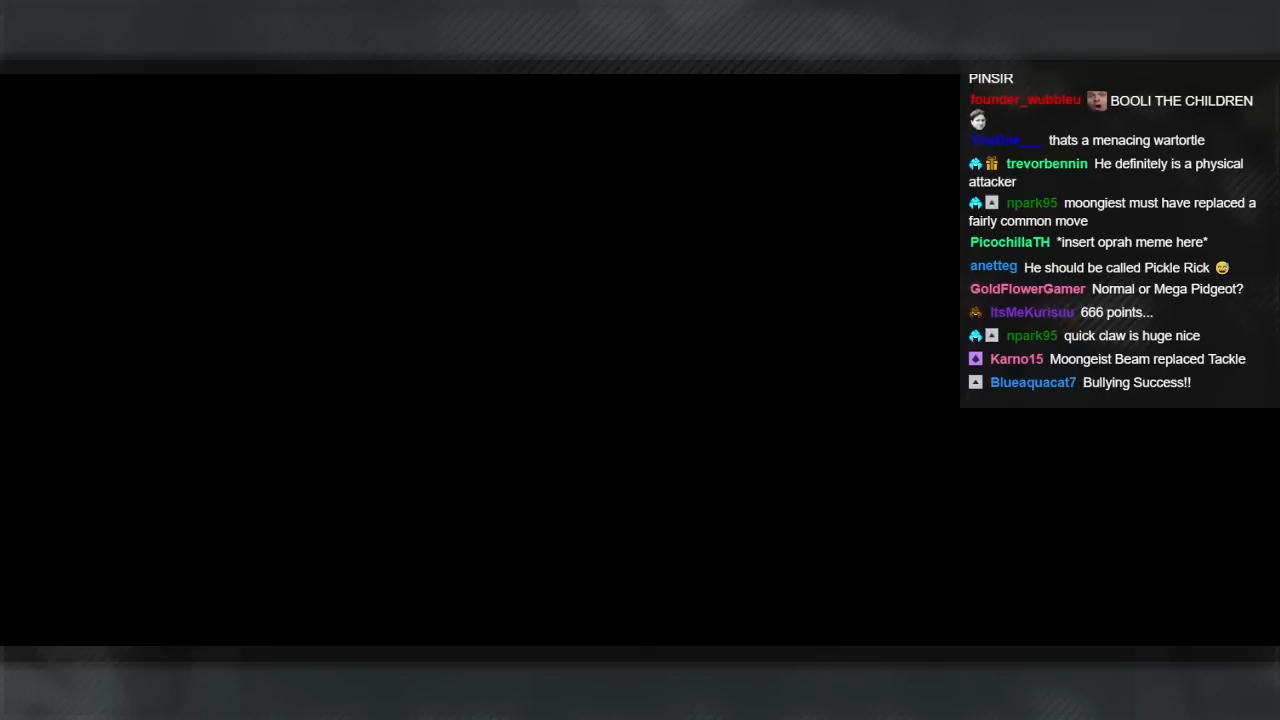 PINSIR
founder_wubbleu BOOLI THE CHILDREN
thats a menacing wartortle
trevorbennin He definitely is a physical
attacker
npark95 moongiest must have replaced a
fairly common move
PicochillaTH *insert oprah meme here*
anetteg He should be called Pickle Rick
GoldFlowerGamer Normal or Mega Pidgeot?
ItsMeKurisuu 666 points...
npark95 quick claw is huge nice
Karno15 Moongeist Beam replaced Tackle
Blueaquacat7 Bullying Success!!